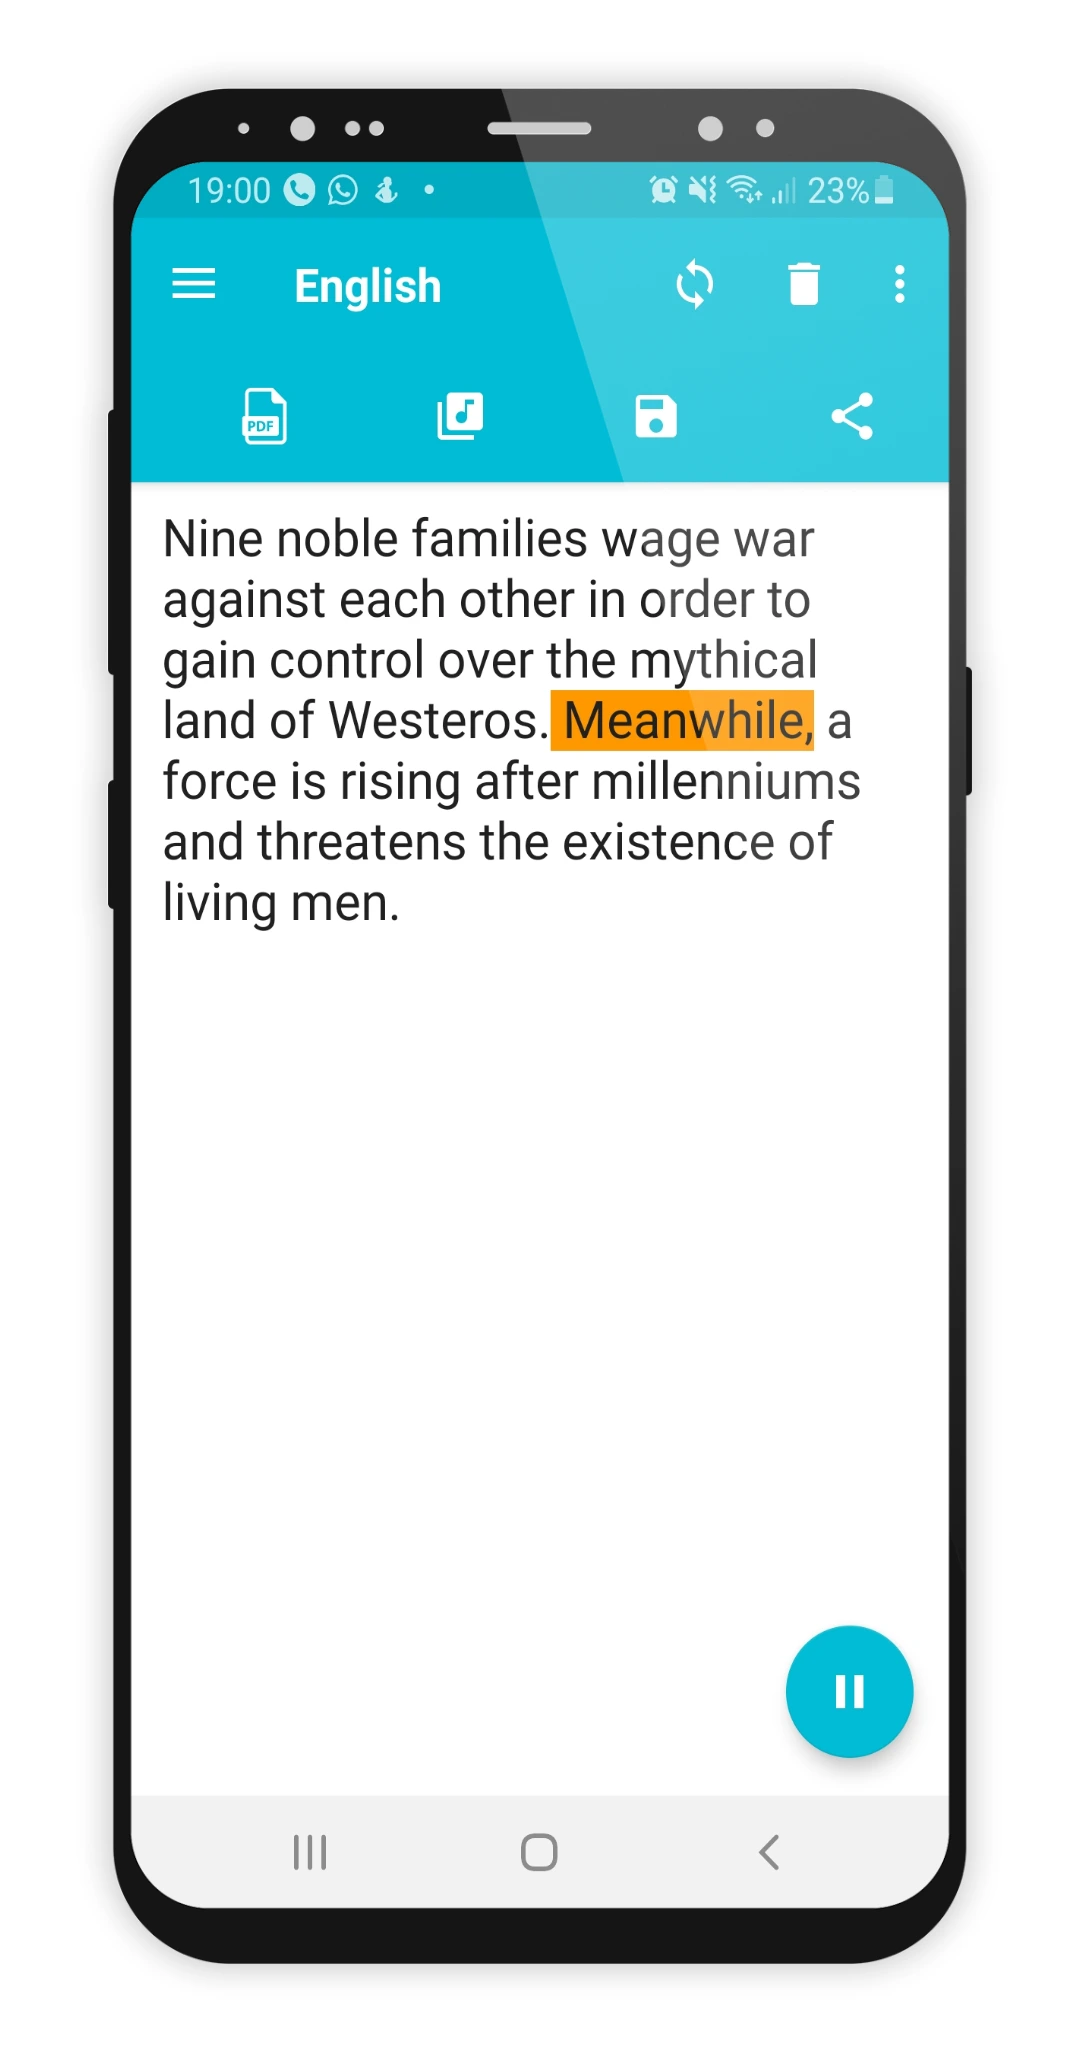 19:00 23%
English
PDF
Nine noble families wage war
against each other in order to
gain control over the mythical
land of Westeros. Meanwhile, a
force is rising after millenniums
and threatens the existence of
living men.